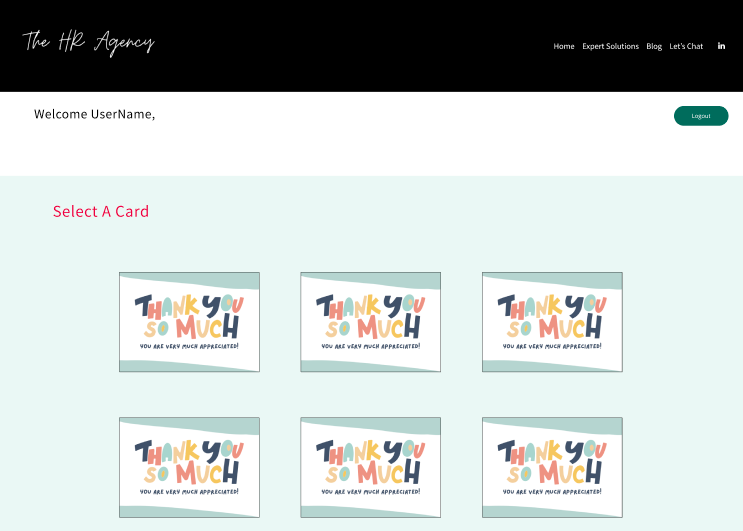 The HR Agency
Home Expert Solutions Blog Let's Chat in
Welcome UserName,
Logout
Select A Card
THANK YOU
SO MUCH
YOU ARE VERY MUCH APPRECIATED!
THANK YOU
SO MUCH
YOU ARE VERY MUCH APPRECIATED!
THANK YOU
SO MUCH
YOU ARE VERY MUCH APPRECIATED!
THANK YOU
SO MUCH
YOU ARE VERY MUCH APPRECIATED!
THANK YOU
SO MUCH
YOU ARE VERY MUCH APPRECIATED!
THANK YOU
SO MUCH
YOU ARE VERY MUCH APPRECIATED!